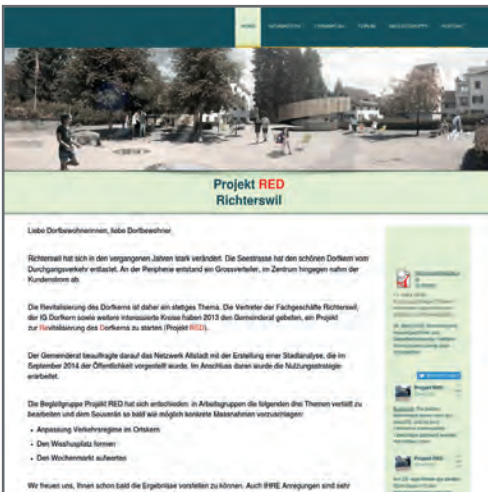 HOME
FORUM
KONTAKT
Projekt RED
Richterswil
Liebe Dorfbewohnerinnen, liebe Dorfbewohner
Richterswil hat sich in den vergangenen Jahren stark verändert. Die Seestrasse hat den schönen Dorfkern vom
Durchgangsverkehr entlastet. An der Peripherie entstand ein Grossverteiler, im Zentrum hingegen nahm der
Kundenstrom ab.
Die Revitalisierung des Dorfkerns ist daher ein stetiges Thema. Die Vertreter der Fachgeschäfte Richterswil,
der IG Dorfkern sowie weitere interessierte Kreise haben 2013 den Gemeinderat gebeten, ein Projekt
zur Revitalisierung des Dorfkerns zu starten (Projekt RED).
Der Gemeinderat beauftragte darauf das Netzwerk Altstadt mit der Erstellung einer Stadtanalyse, die im
September 2014 der Öffentlichkeit vorgestellt wurde. Im Anschluss daran wurde die Nutzungsstrategie
erarbeitet.
Die Begleitgruppe Projekt RED hat sich entschieden, in Arbeitsgruppen die folgenden drei Themen vertieft zu
bearbeiten und dem Souverän so bald wie möglich konkrete Massnahmen vorzuschlagen:
• Anpassung Verkehrsregime im Ortskern
• Den Wisshusplatz formen
• Den Wochenmarkt aufwerten
Wir freuen uns, Ihnen schon bald die Ergebnisse vorstellen zu können. Auch IHRE Anregungen sind sehr
Projekt RED
Projekt RED